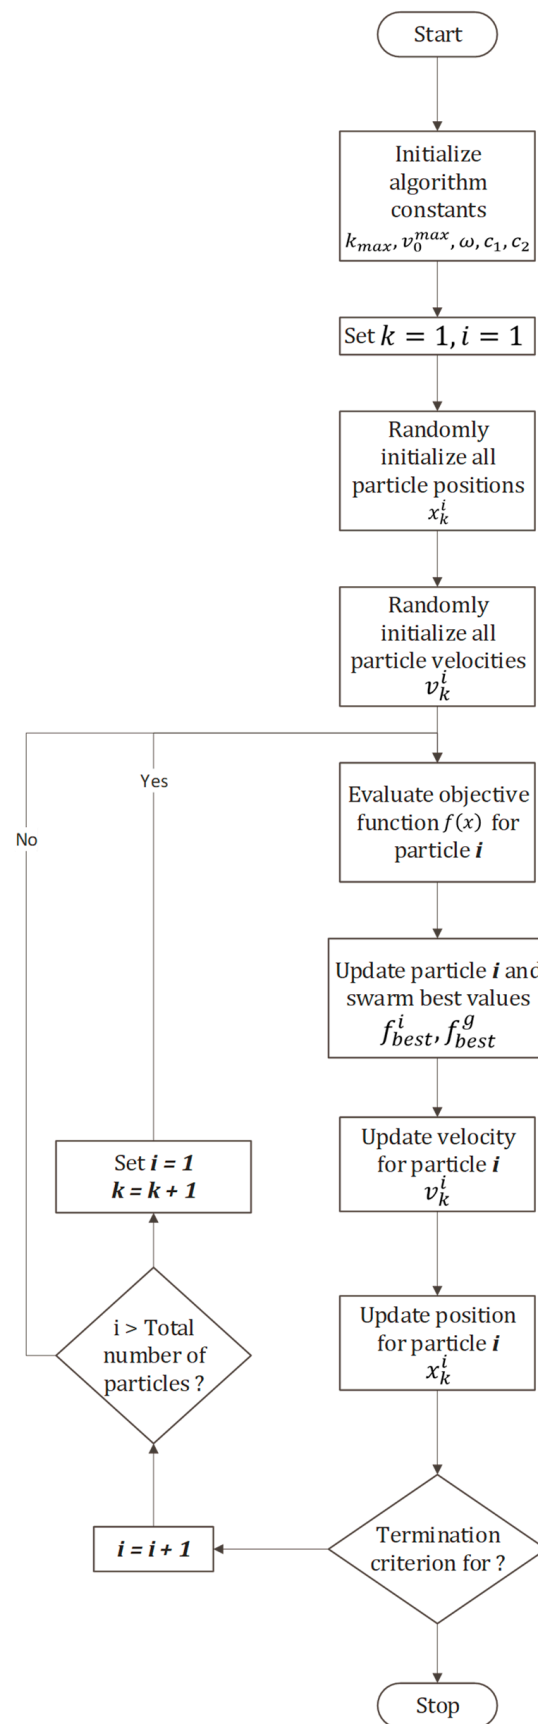 Start
Initialize
algorithm
constants
k_max, v_0^max, ω, c_1, c_2
Set k = 1, i = 1
Randomly
initialize all
particle positions
x_k^i
Randomly
initialize all
particle velocities
v_k^i
Yes
No
Evaluate objective
function f(x) for
particle i
Update particle i and
swarm best values
f_best^i, f_best^g
Update velocity
for particle i
v_k^i
Set i = 1
k = k + 1
Update position
for particle i
x_k^i
i > Total
number of
particles ?
Termination
criterion for ?
i = i + 1
Stop